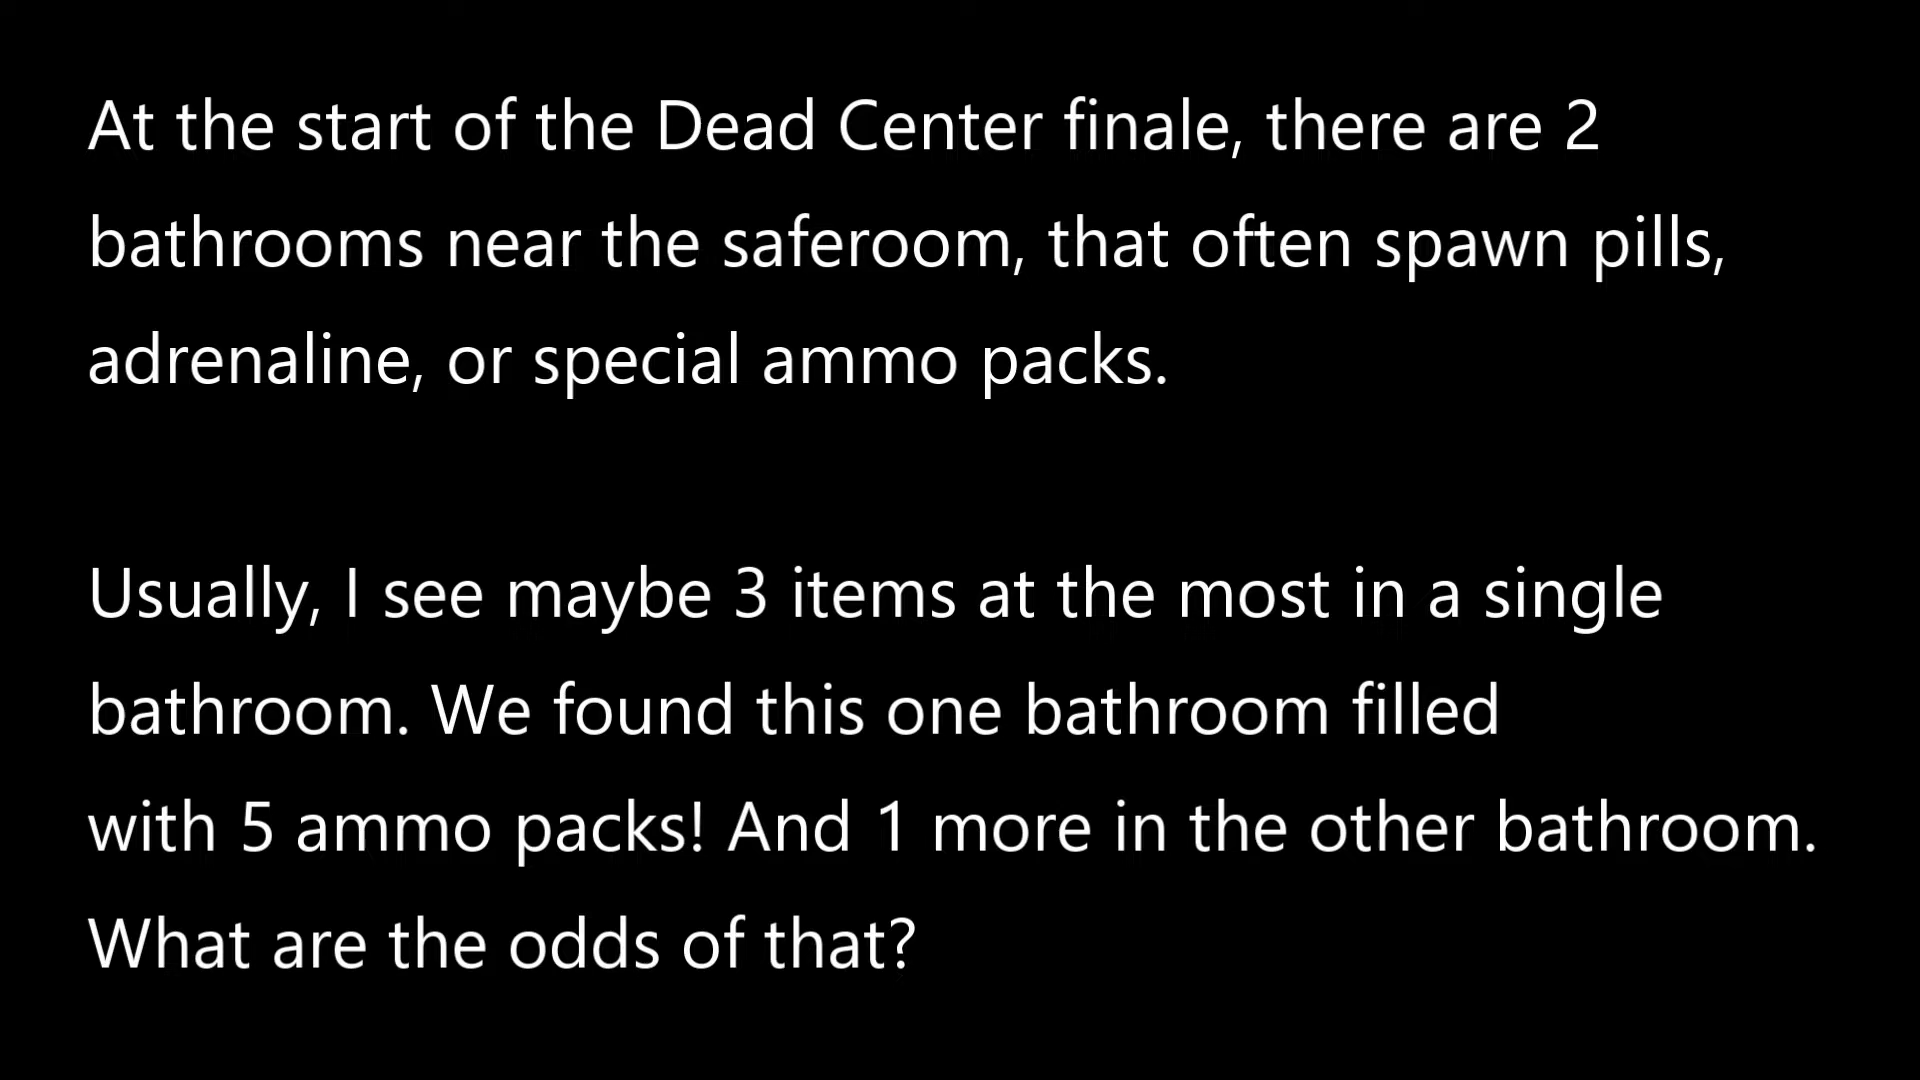 At the start of the Dead Center finale, there are 2
bathrooms near the saferoom, that often spawn pills,
adrenaline, or special ammo packs.
Usually, I see maybe 3 items at the most in a single
bathroom. We found this one bathroom filled
with 5 ammo packs! And 1 more in the other bathroom.
What are the odds of that?